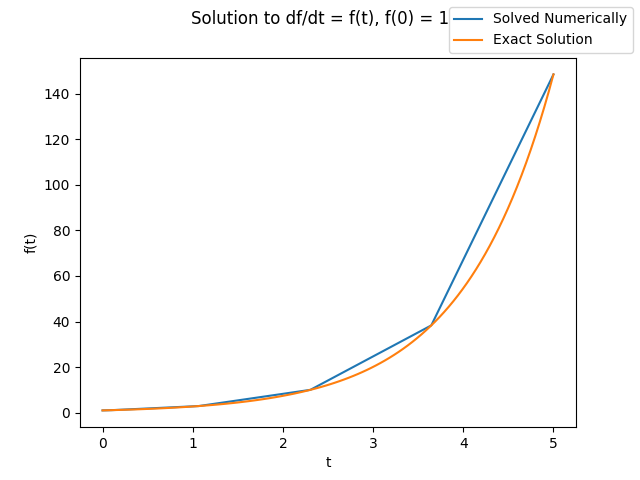 Solution to df/dt = f(t), f(0) = 1
Solved Numerically
Exact Solution
140
120
100
80
60
40
20
0
f(t)
0 1 2 3 4 5
t